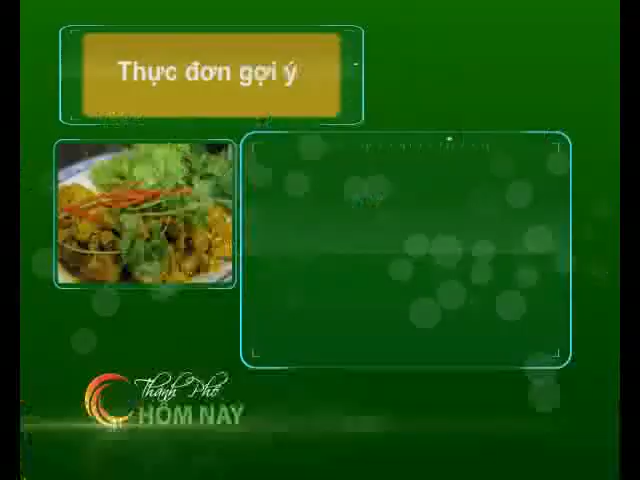 Thực đơn gợi ý
Thành Phố
HÔM NAY